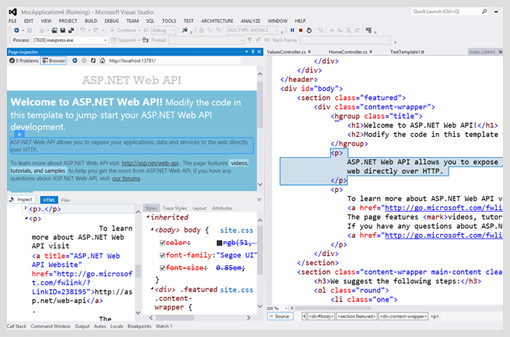 MvcApplication4 (Running) - Microsoft Visual Studio
Quick Launch (Ctrl+Q)
FILE EDIT VIEW PROJECT BUILD DEBUG TEAM SQL TOOLS TEST ARCHITECTURE ANALYZE WINDOW HELP
Continue Debug DOCTYPE: (XHTML5)
Process: [7820] iisexpress.exe Suspend Thread: Stack Frame:
Page Inspector
ValuesController.cs HomeController.cs TestTemplate1.tt Index.cshtml
0 Problems Browser http://localhost:13781/
ASP.NET Web API
Welcome to ASP.NET Web API! Modify the code in
this template to jump-start your ASP.NET Web API
development.
p
ASP.NET Web API allows you to expose your applications, data and services to the web directly
over HTTP.
To learn more about ASP.NET Web API visit http://asp.net/web-api. The page features videos,
tutorials, and samples to help you get the most from ASP.NET Web API. If you have any
questions about ASP.NET Web API, visit our forums.
Inspect HTML Files
<p>…</p>
<p>
To learn
more about ASP.NET Web
API visit
<a title="ASP.NET Web
API Website"
href="http://go.microsof
t.com/fwlink/?
LinkID=238195">http://as
p.net/web-api</a>
.
The
Styles Trace Styles Layout Attributes
inherited
<body> body { site.css
color: rgb(51,
font-family:"Segoe UI"
font-size: 0.85em;
}
<div> .featured site.css
.content-
wrapper {
</div>
</div>
</header>
<div id="body">
<section class="featured">
<div class="content-wrapper">
<hgroup class="title">
<h1>Welcome to ASP.NET Web API!</h1>
<h2>Modify the code in this template
</hgroup>
<p>
ASP.NET Web API allows you to expose
web directly over HTTP.
</p>
<p>
To learn more about ASP.NET Web API
<a href="http://go.microsoft.com/fwlink
The page features <mark>videos, tutor
If you have any questions about ASP.N
<a href="http://go.microsoft.com/fwlink
</p>
</div>
</section>
<section class="content-wrapper main-content clea
<h3>We suggest the following steps:</h3>
<ol class="round">
<li class="one">
100 %
Source <div#body> <section.featured> <div.content-wrapper> <p>
Call Stack Command Window Output Autos Locals Breakpoints Watch 1